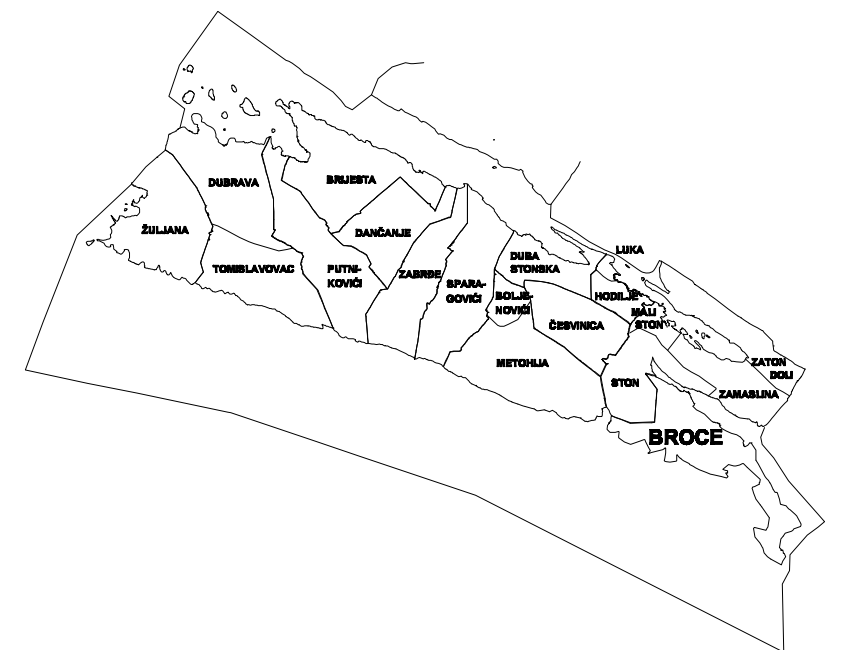 BRIJESTA
DUBRAVA
ŽULJANA
DANČANJE
LUKA
DUBA
STONSKA
TOMISLAVOVAC
PUTNI-
KOVIĆI
ZABRĐE
SPARA-
GOVIĆI
BOLJE-
NOVIĆI
HODILJE
MALI
STON
ČESVINICA
METOHIJA
ZATON
DOLI
STON
ZAMASLINA
BROCE